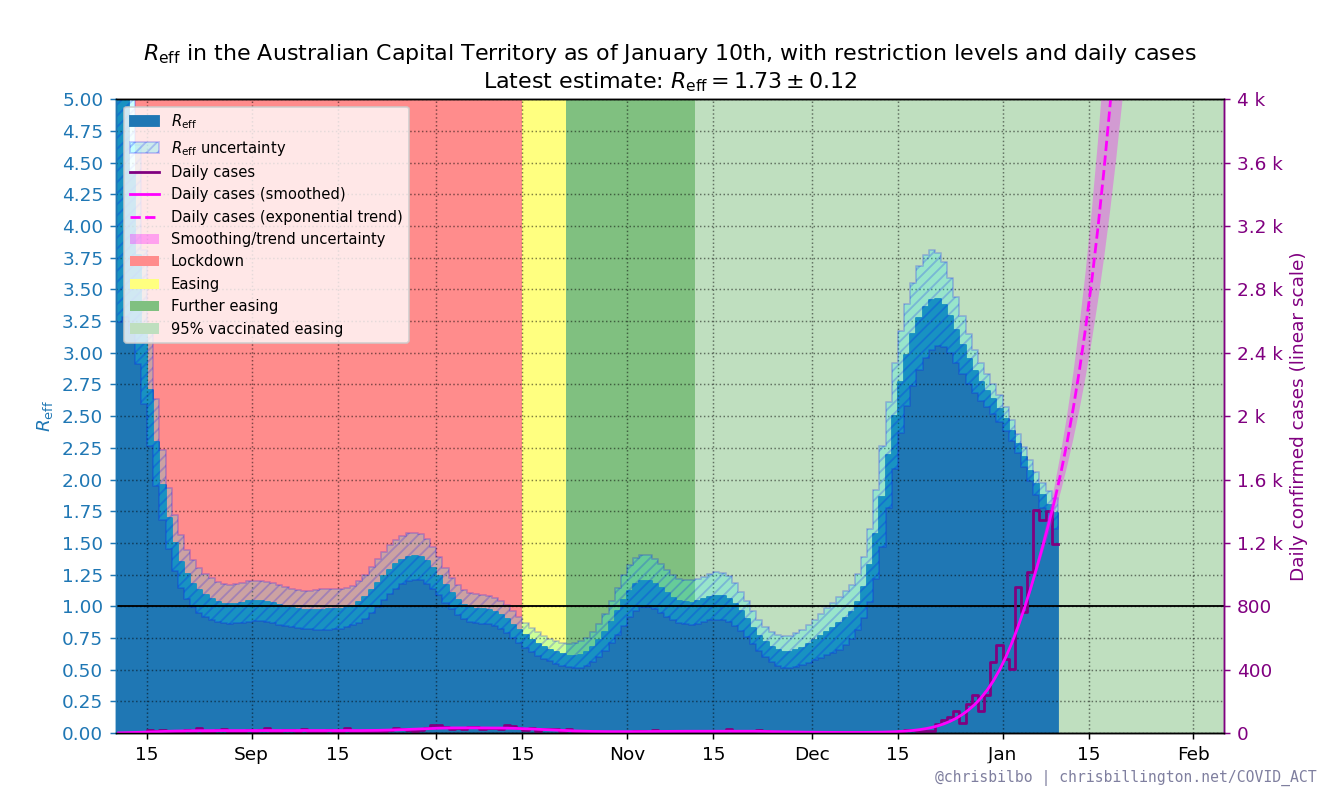 R_eff in the Australian Capital Territory as of January 10th, with restriction levels and daily cases
Latest estimate: R_eff = 1.73 ± 0.12
R_eff
R_eff uncertainty
Daily cases
Daily cases (smoothed)
Daily cases (exponential trend)
Smoothing/trend uncertainty
Lockdown
Easing
Further easing
95% vaccinated easing
R_eff
5.00
4.75
4.50
4.25
4.00
3.75
3.50
3.25
3.00
2.75
2.50
2.25
2.00
1.75
1.50
1.25
1.00
0.75
0.50
0.25
0.00
4 k
3.6 k
3.2 k
2.8 k
2.4 k
2 k
1.6 k
1.2 k
800
400
0
Daily confirmed cases (linear scale)
15 Sep 15 Oct 15 Nov 15 Dec 15 Jan 15 Feb
@chrisbilbo | chrisbillington.net/COVID_ACT